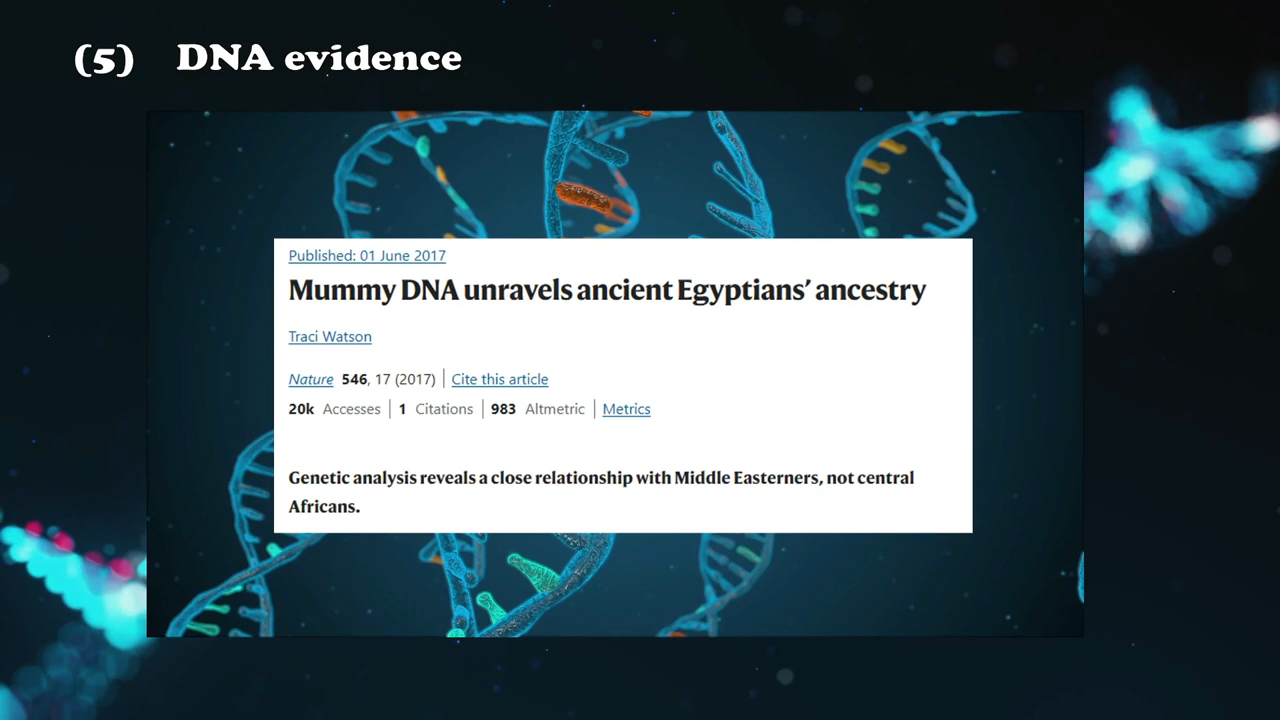 (5) DNA evidence
Published: 01 June 2017
Mummy DNA unravels ancient Egyptians’ ancestry
Traci Watson
Nature 546, 17 (2017) | Cite this article
20k Accesses | 1 Citations | 983 Altmetric | Metrics
Genetic analysis reveals a close relationship with Middle Easterners, not central
Africans.